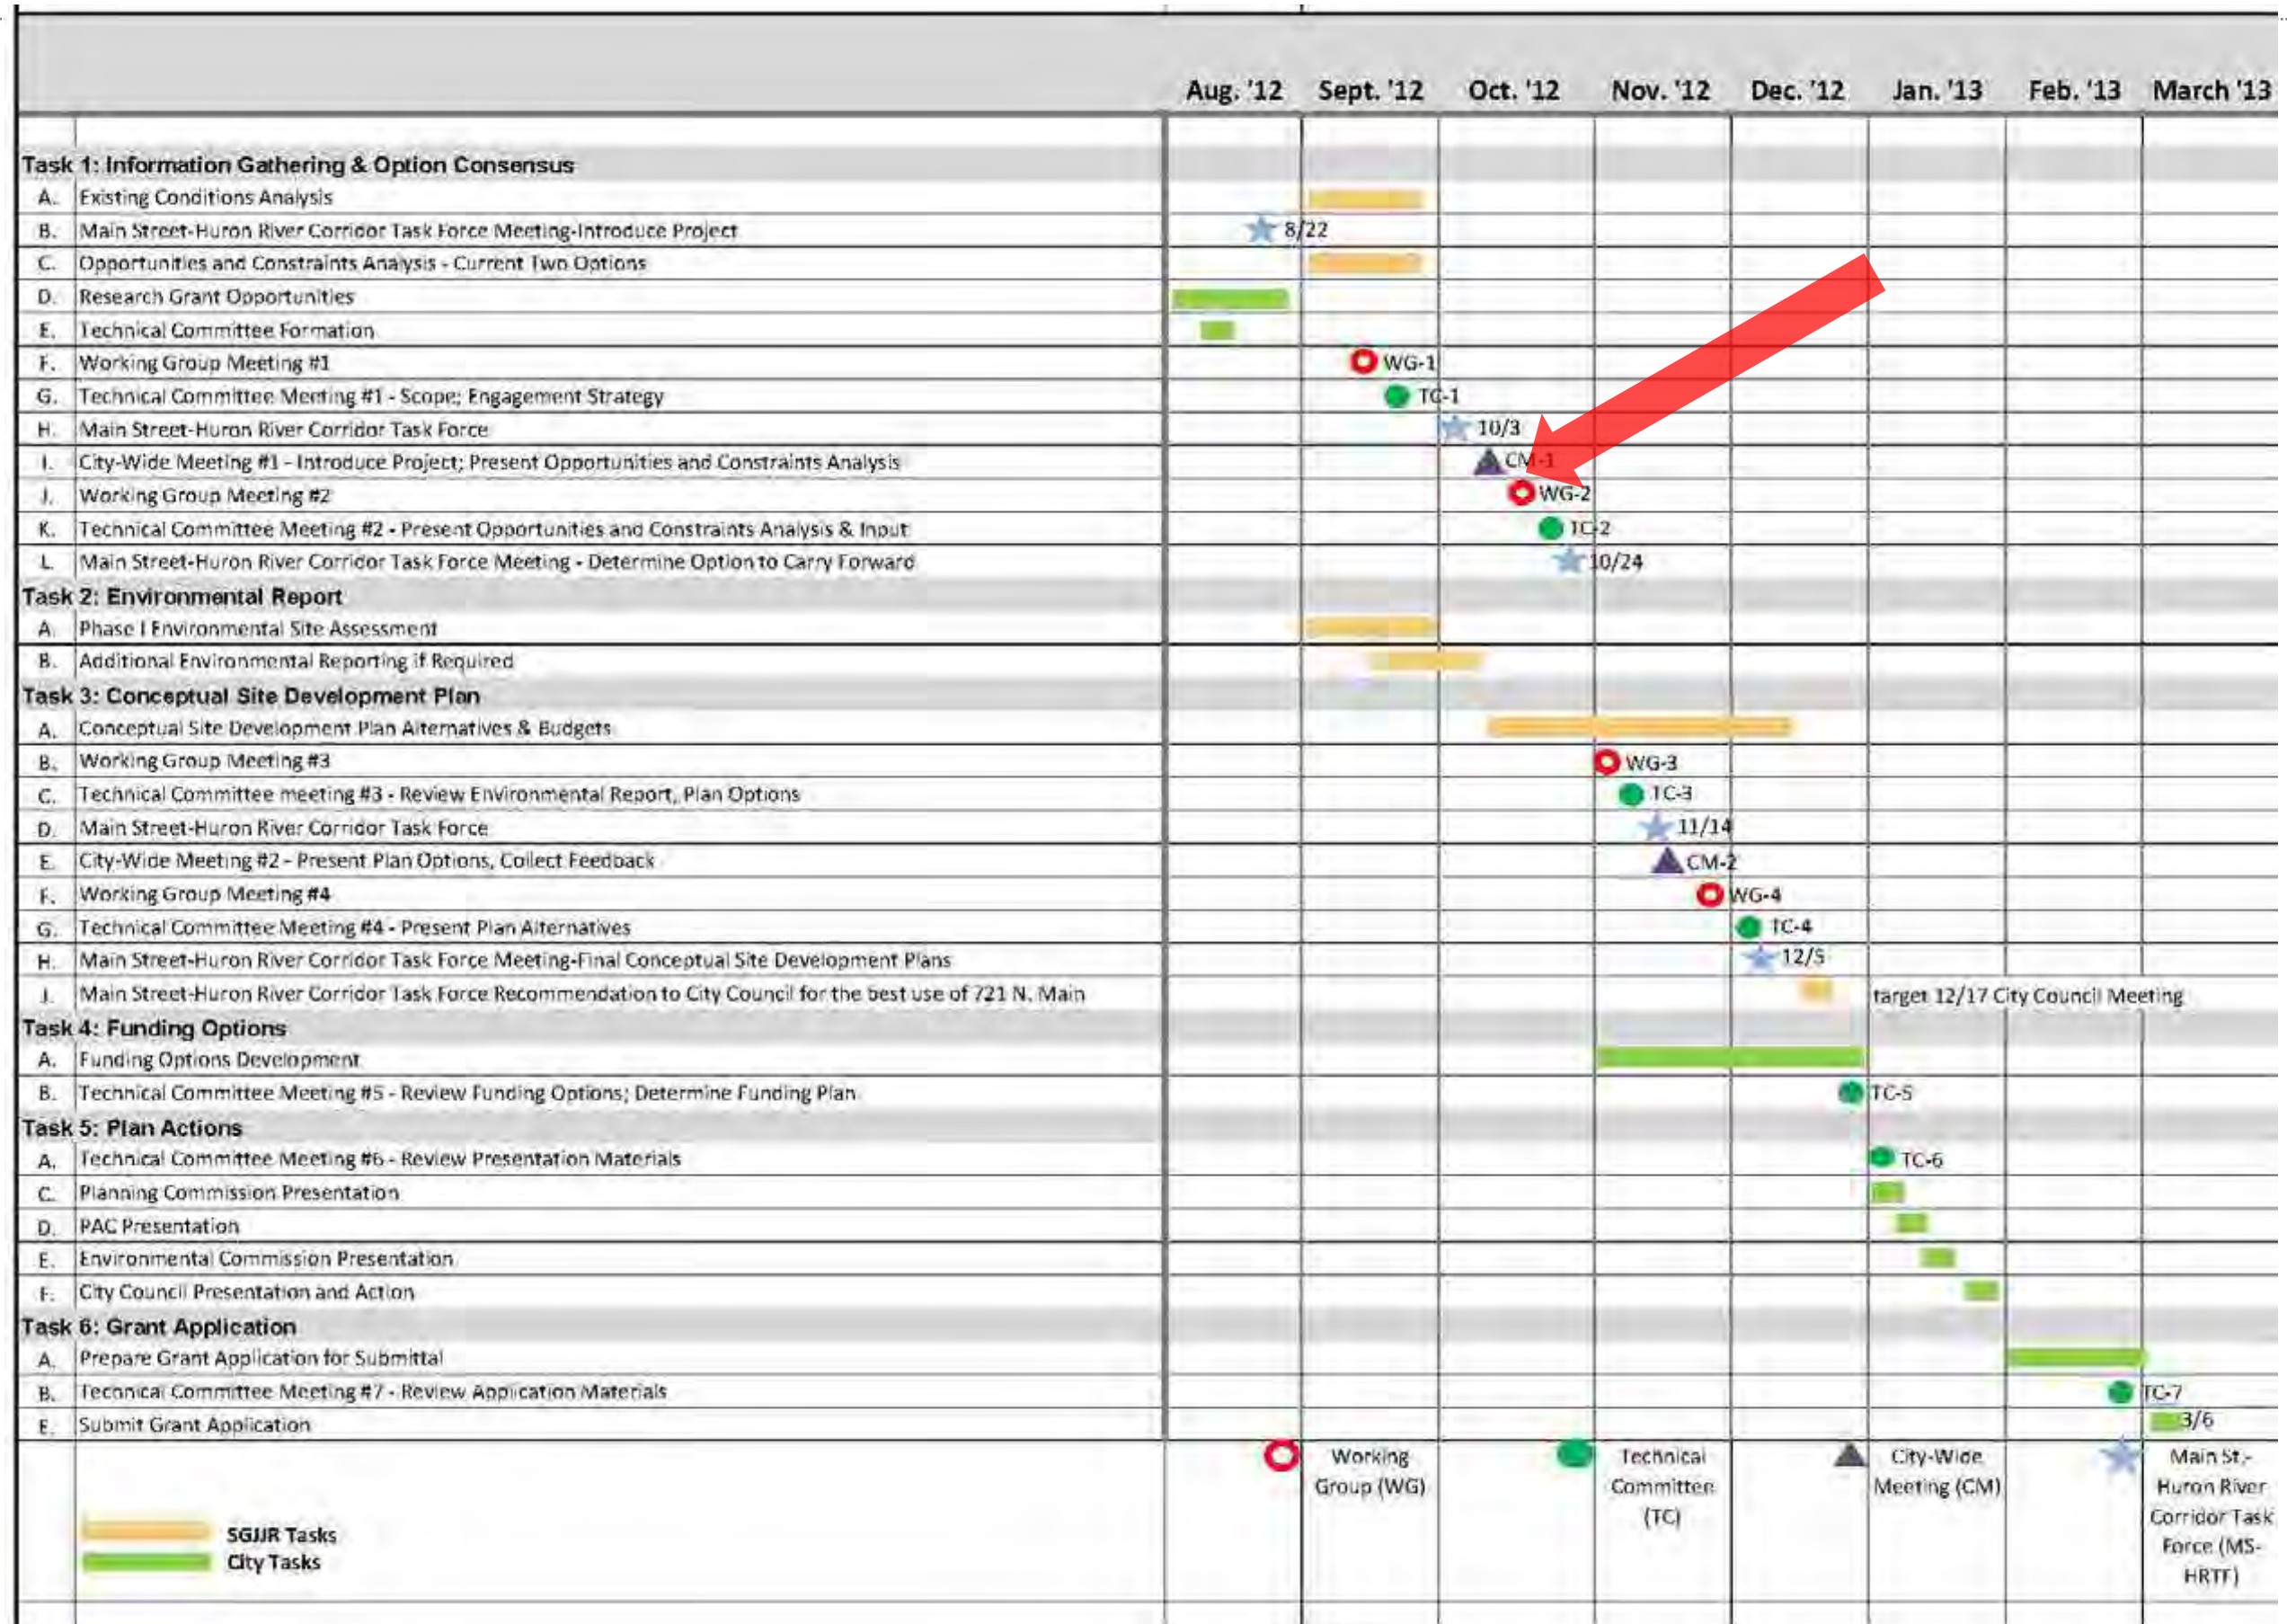 Aug. '12 Sept. '12 Oct. '12 Nov. '12 Dec. '12 Jan. '13 Feb. '13 March '13
Task 1: Information Gathering & Option Consensus
A. Existing Conditions Analysis
B. Main Street-Huron River Corridor Task Force Meeting-Introduce Project 8/22
C. Opportunities and Constraints Analysis - Current Two Options
D. Research Grant Opportunities
E. Technical Committee Formation
F. Working Group Meeting #1 WG-1
G. Technical Committee Meeting #1 - Scope; Engagement Strategy TC-1
H. Main Street-Huron River Corridor Task Force 10/3
I. City-Wide Meeting #1 - Introduce Project; Present Opportunities and Constraints Analysis CM-1
J. Working Group Meeting #2 WG-2
K. Technical Committee Meeting #2 - Present Opportunities and Constraints Analysis & Input TC-2
L Main Street-Huron River Corridor Task Force Meeting - Determine Option to Carry Forward 10/24
Task 2: Environmental Report
A. Phase I Environmental Site Assessment
B. Additional Environmental Reporting if Required
Task 3: Conceptual Site Development Plan
A. Conceptual Site Development Plan Alternatives & Budgets
B. Working Group Meeting #3 WG-3
C. Technical Committee meeting #3 - Review Environmental Report, Plan Options TC-3
D. Main Street-Huron River Corridor Task Force 11/14
E. City-Wide Meeting #2 - Present Plan Options, Collect Feedback CM-2
F. Working Group Meeting #4 WG-4
G. Technical Committee Meeting #4 - Present Plan Alternatives TC-4
H. Main Street-Huron River Corridor Task Force Meeting-Final Conceptual Site Development Plans 12/5
J. Main Street-Huron River Corridor Task Force Recommendation to City Council for the best use of 721 N. Main target 12/17 City Council Meeting
Task 4: Funding Options
A. Funding Options Development
B. Technical Committee Meeting #5 - Review Funding Options; Determine Funding Plan TC-5
Task 5: Plan Actions
A. Technical Committee Meeting #6 - Review Presentation Materials TC-6
C. Planning Commission Presentation
D. PAC Presentation
E. Environmental Commission Presentation
F. City Council Presentation and Action
Task 6: Grant Application
A. Prepare Grant Application for Submittal
B. Technical Committee Meeting #7 - Review Application Materials TC-7
E. Submit Grant Application 3/6
Working Technical City-Wide Main St.-
Group (WG) Committee Meeting (CM) Huron River
(TC) Corridor Task
SGJJR Tasks Force (MS-
City Tasks HRTF)